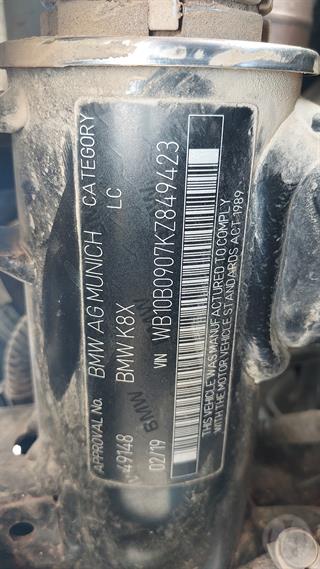 APPROVAL No. BMW AG MUNICH CATEGORY
49148 BMW K8X LC
02/19 VIN WB10B0907KZ849423
THIS VEHICLE WAS MANUFACTURED TO COMPLY
WITH THE MOTOR VEHICLE STANDARDS ACT 1989